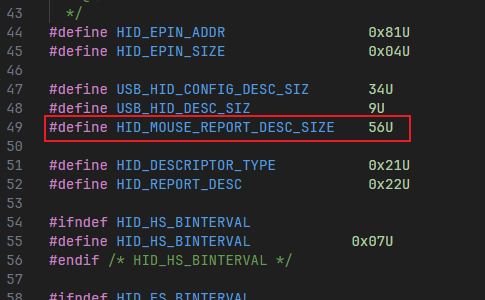 43 */
44 #define HID_EPIN_ADDR 0x81U
45 #define HID_EPIN_SIZE 0x04U
46
47 #define USB_HID_CONFIG_DESC_SIZ 34U
48 #define USB_HID_DESC_SIZ 9U
49 #define HID_MOUSE_REPORT_DESC_SIZE 56U
50
51 #define HID_DESCRIPTOR_TYPE 0x21U
52 #define HID_REPORT_DESC 0x22U
53
54 #ifndef HID_HS_BINTERVAL
55 #define HID_HS_BINTERVAL 0x07U
56 #endif /* HID_HS_BINTERVAL */
57
58 #ifndef HID_FS_BINTERVAL